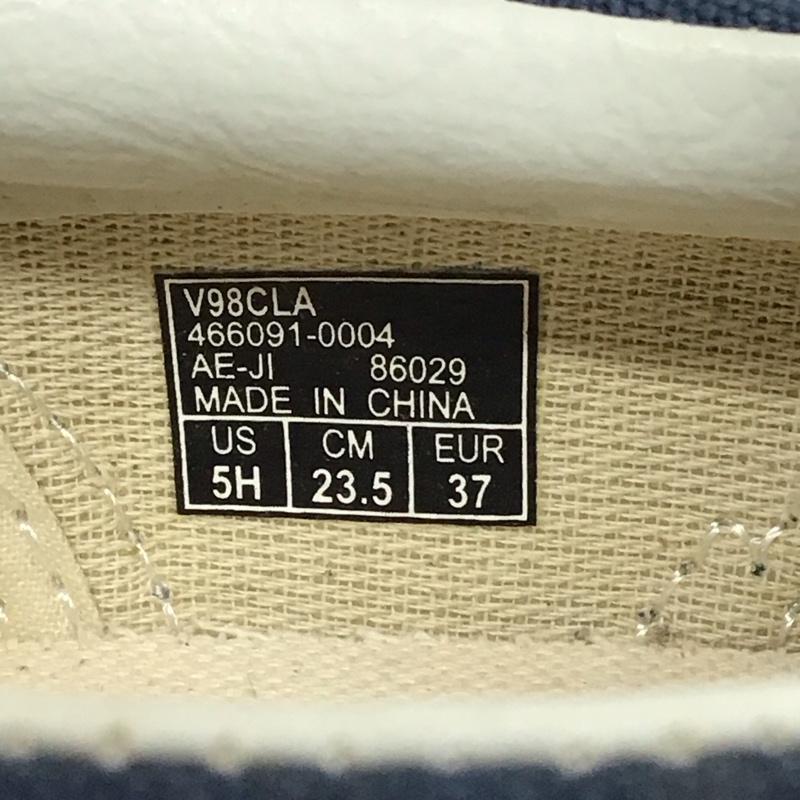 V98CLA
466091-0004
AE-JI 86029
MADE IN CHINA
US CM EUR
5H 23.5 37